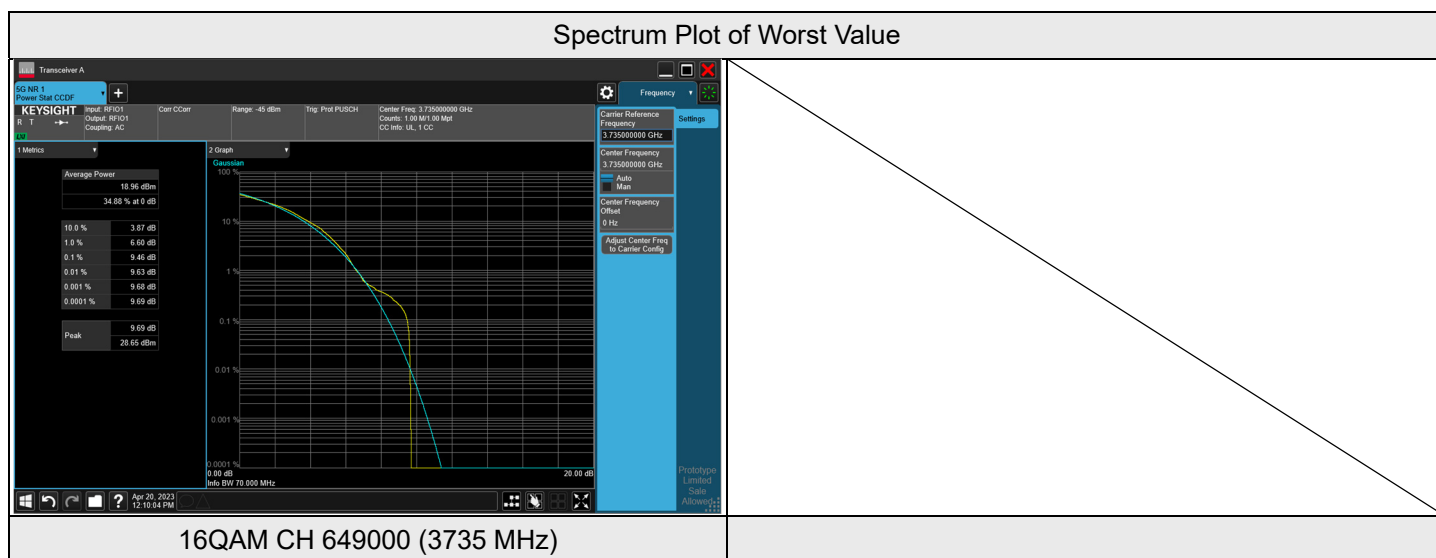 Spectrum Plot of Worst Value
Transceiver A
5G NR 1
Power Stat CCDF
Frequency
KEYSIGHT
R T
LXI
Input: RFIO1
Output: RFIO1
Coupling: AC
Corr CCorr
Range: -45 dBm
Trig: Prot PUSCH
Center Freq: 3.735000000 GHz
Counts: 1.00 M/1.00 Mpt
CC Info: UL, 1 CC
Carrier Reference
Frequency
3.735000000 GHz
Settings
Center Frequency
3.735000000 GHz
Auto
Man
Center Frequency
Offset
0 Hz
Adjust Center Freq
to Carrier Config
1 Metrics
Average Power
18.96 dBm
34.88 % at 0 dB
10.0 % 3.87 dB
1.0 % 6.60 dB
0.1 % 9.46 dB
0.01 % 9.63 dB
0.001 % 9.68 dB
0.0001 % 9.69 dB
Peak
9.69 dB
28.65 dBm
2 Graph
Gaussian
100 %
10 %
1 %
0.1 %
0.01 %
0.001 %
0.0001 %
0.00 dB 20.00 dB
Info BW 70.000 MHz
Prototype
Limited
Sale
Allowed
?
Apr 20, 2023
12:10:04 PM
16QAM CH 649000 (3735 MHz)